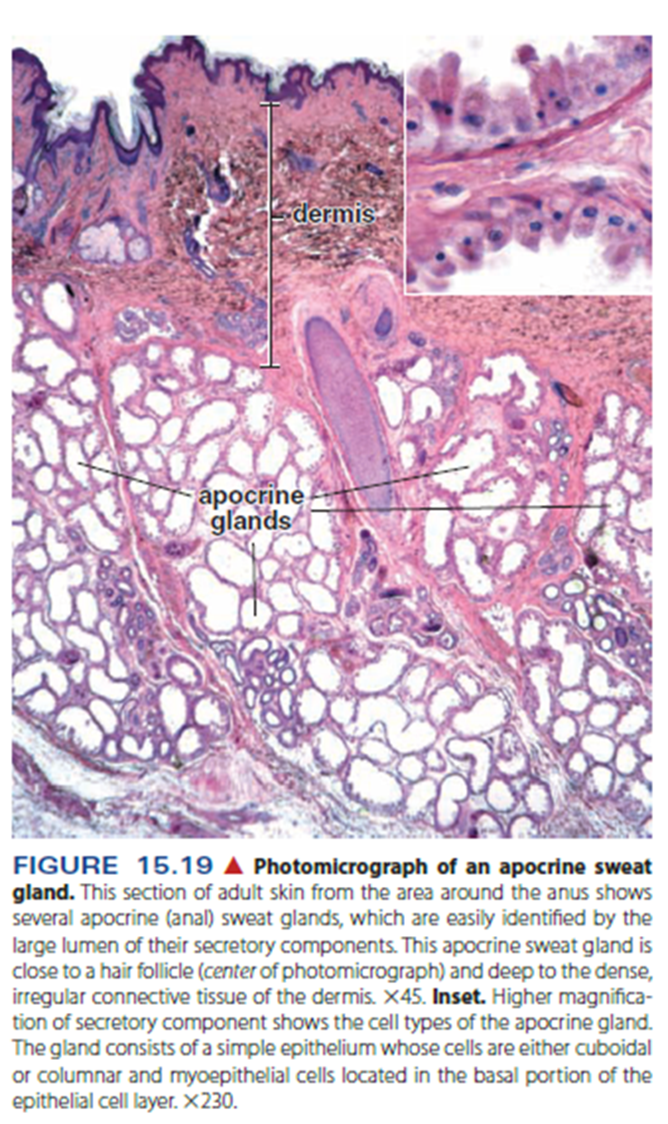 dermis
apocrine
glands
FIGURE 15.19 ▲ Photomicrograph of an apocrine sweat
gland. This section of adult skin from the area around the anus shows
several apocrine (anal) sweat glands, which are easily identified by the
large lumen of their secretory components. This apocrine sweat gland is
close to a hair follicle (center of photomicrograph) and deep to the dense,
irregular connective tissue of the dermis. ×45. Inset. Higher magnifica-
tion of secretory component shows the cell types of the apocrine gland.
The gland consists of a simple epithelium whose cells are either cuboidal
or columnar and myoepithelial cells located in the basal portion of the
epithelial cell layer. ×230.